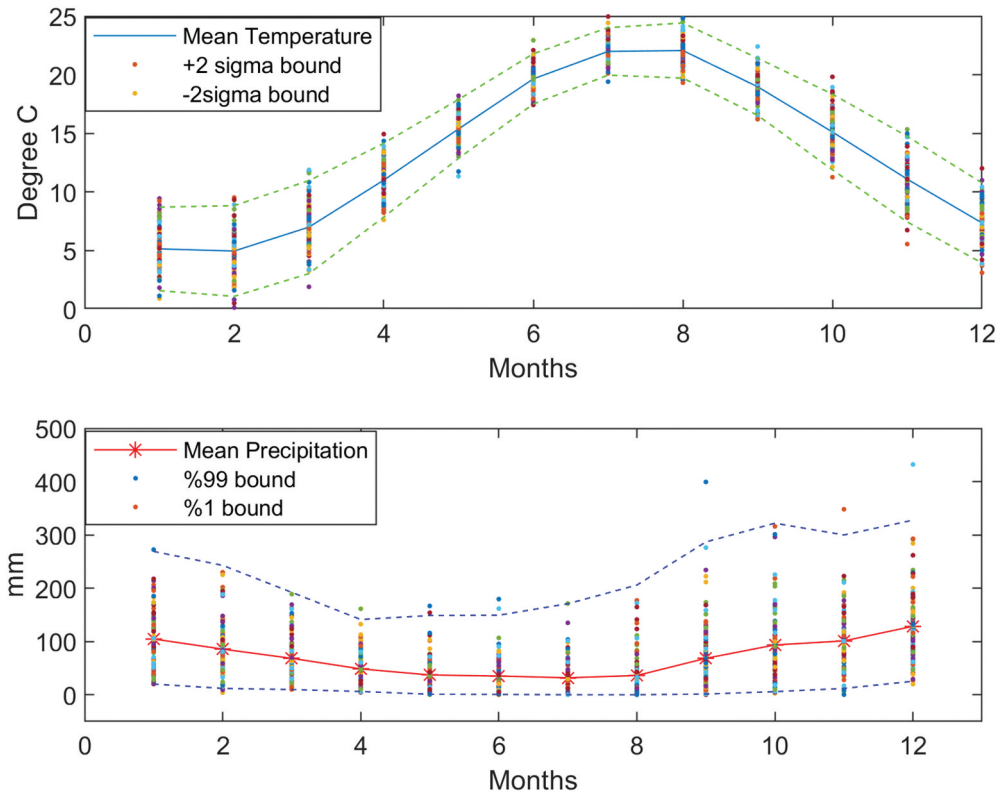 25
20
15
10
5
0
Degree C
Mean Temperature
+2 sigma bound
-2sigma bound
0 2 4 6 8 10 12
Months
500
400
300
200
100
0
mm
Mean Precipitation
%99 bound
%1 bound
0 2 4 6 8 10 12
Months